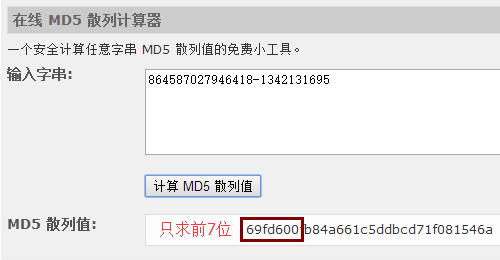 在线 MD5 散列计算器
一个安全计算任意字串 MD5 散列值的免费小工具。
输入字串:
864587027946418-1342131695
计算 MD5 散列值
MD5 散列值:
只求前7位 69fd600fb84a661c5ddbcd71f081546a